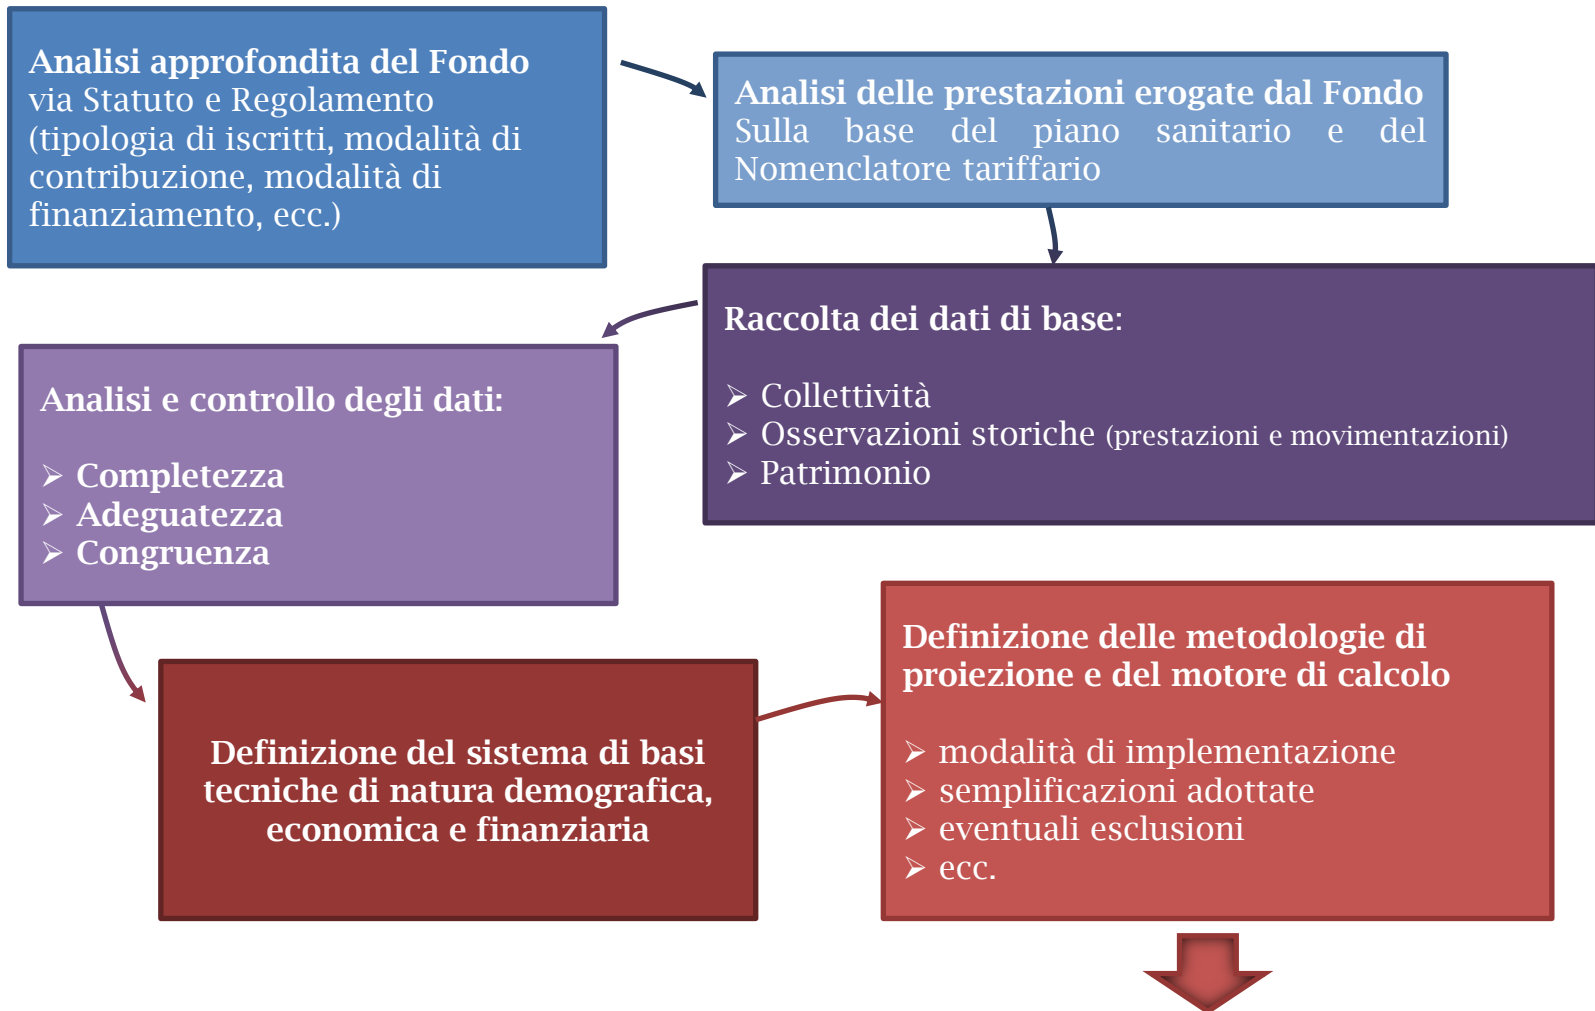 Analisi approfondita del Fondo
via Statuto e Regolamento
(tipologia di iscritti, modalità di
contribuzione, modalità di
finanziamento, ecc.)
Analisi delle prestazioni erogate dal Fondo
Sulla base del piano sanitario e del
Nomenclatore tariffario
Raccolta dei dati di base:
➢ Collettività
➢ Osservazioni storiche (prestazioni e movimentazioni)
➢ Patrimonio
Analisi e controllo degli dati:
➢ Completezza
➢ Adeguatezza
➢ Congruenza
Definizione del sistema di basi
tecniche di natura demografica,
economica e finanziaria
Definizione delle metodologie di
proiezione e del motore di calcolo
➢ modalità di implementazione
➢ semplificazioni adottate
➢ eventuali esclusioni
➢ ecc.